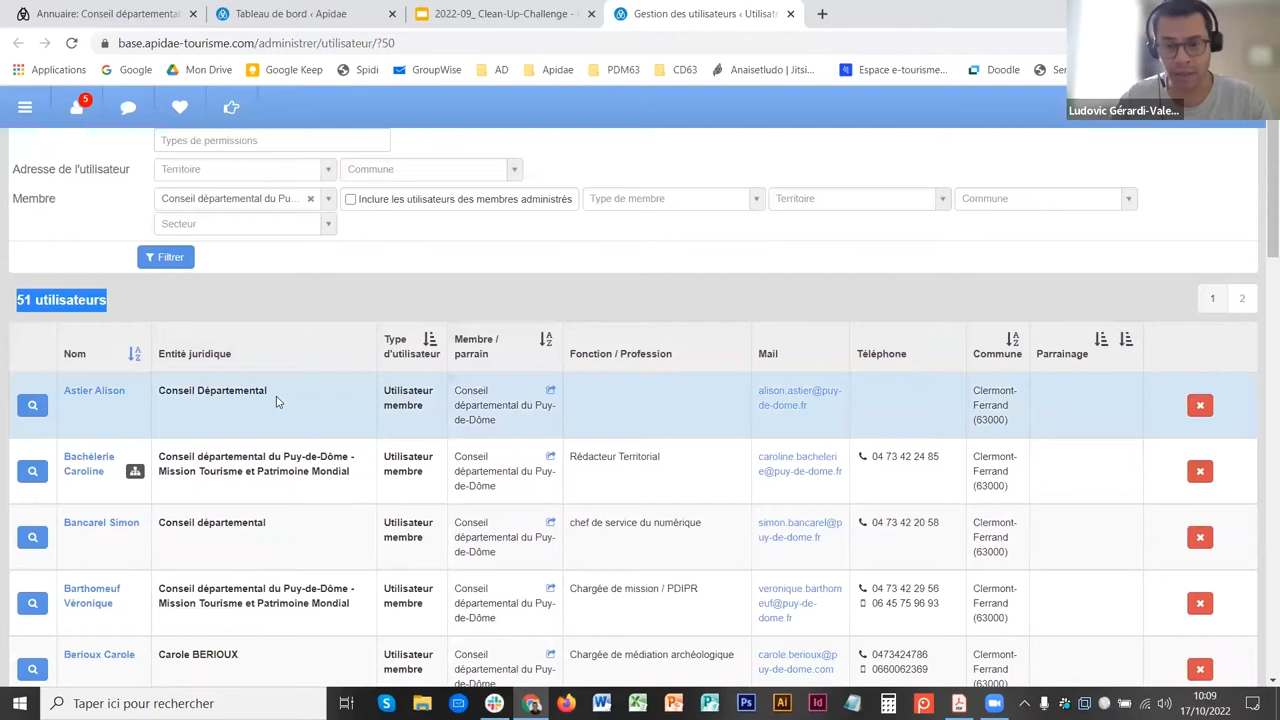 Annuaire: Conseil départemental
Tableau de bord ‹ Apidae
2022-09_ Clean-Up-Challenge -
Gestion des utilisateurs ‹ Utilisat
base.apidae-tourisme.com/administrer/utilisateur/?50
Applications
Google
Mon Drive
Google Keep
Spidi
GroupWise
AD
Apidae
PDM63
CD63
Anaisetludo | Jitsi...
Espace e-tourisme...
Doodle
5
Ludovic Gérardi-Vale...
Types de permissions
Adresse de l'utilisateur
Territoire
Commune
Membre
Conseil départemental du Pu...
Inclure les utilisateurs des membres administrés
Type de membre
Territoire
Commune
Secteur
Filtrer
51 utilisateurs
1
2
Nom
Entité juridique
Type d'utilisateur
Membre / parrain
Fonction / Profession
Mail
Téléphone
Commune
Parrainage
Astier Alison
Conseil Départemental
Utilisateur membre
Conseil départemental du Puy-de-Dôme
alison.astier@puy-de-dome.fr
Clermont-Ferrand (63000)
Bachèlerie Caroline
Conseil départemental du Puy-de-Dôme - Mission Tourisme et Patrimoine Mondial
Utilisateur membre
Conseil départemental du Puy-de-Dôme
Rédacteur Territorial
caroline.bachelerie@puy-de-dome.fr
04 73 42 24 85
Clermont-Ferrand (63000)
Bancarel Simon
Conseil départemental
Utilisateur membre
Conseil départemental du Puy-de-Dôme
chef de service du numérique
simon.bancarel@puy-de-dome.fr
04 73 42 20 58
Clermont-Ferrand (63000)
Barthomeuf Véronique
Conseil départemental du Puy-de-Dôme - Mission Tourisme et Patrimoine Mondial
Utilisateur membre
Conseil départemental du Puy-de-Dôme
Chargée de mission / PDIPR
veronique.barthomeuf@puy-de-dome.fr
04 73 42 29 56
06 45 75 96 93
Clermont-Ferrand (63000)
Berioux Carole
Carole BERIOUX
Utilisateur membre
Conseil départemental du Puy-
Chargée de médiation archéologique
carole.berioux@puy-de-dome.com
0473424786
0660062369
Clermont-Ferrand
Taper ici pour rechercher
10:09
17/10/2022